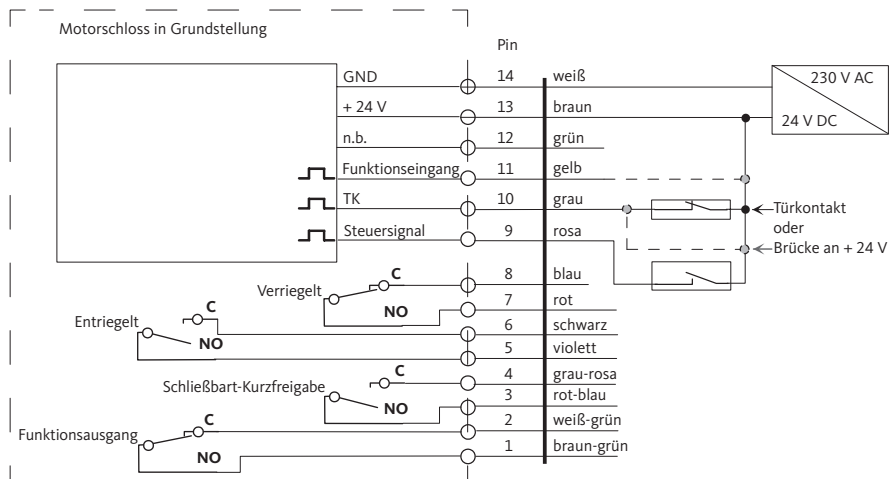 Motorschloss in Grundstellung
Pin
GND 14 weiß
230 V AC
+ 24 V 13 braun
24 V DC
n.b. 12 grün
Funktionseingang 11 gelb
TK 10 grau
Türkontakt
oder
Brücke an + 24 V
Steuersignal 9 rosa
8 blau
Verriegelt C
NO 7 rot
Entriegelt C
6 schwarz
NO
5 violett
C 4 grau-rosa
Schließbart-Kurzfreigabe
NO 3 rot-blau
C 2 weiß-grün
Funktionsausgang
NO 1 braun-grün